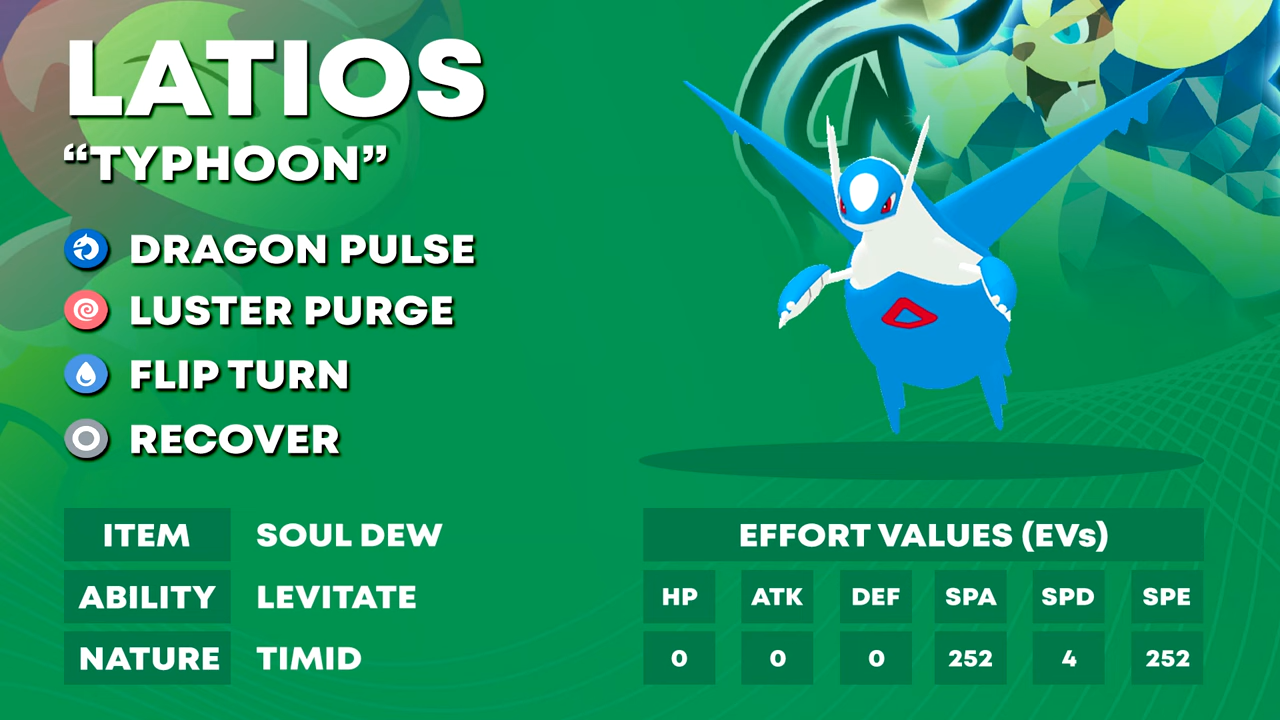 LATIOS
“TYPHOON”
DRAGON PULSE
LUSTER PURGE
FLIP TURN
RECOVER
ITEM SOUL DEW
ABILITY LEVITATE
NATURE TIMID
EFFORT VALUES (EVs)
HP ATK DEF SPA SPD SPE
0 0 0 252 4 252